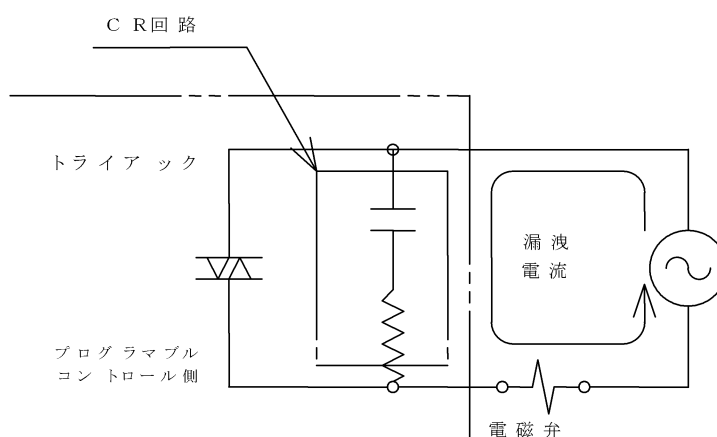 CR回路
トライアック
漏洩
電流
プログラマブル
コントロール側
電磁弁